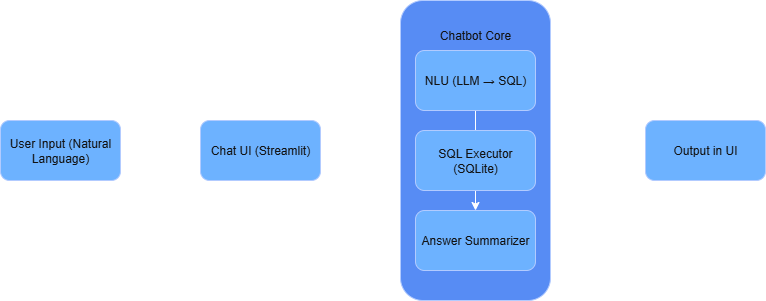 Chatbot Core
NLU (LLM → SQL)
User Input (Natural
Language)
Chat UI (Streamlit)
SQL Executor
(SQLite)
Output in UI
Answer Summarizer